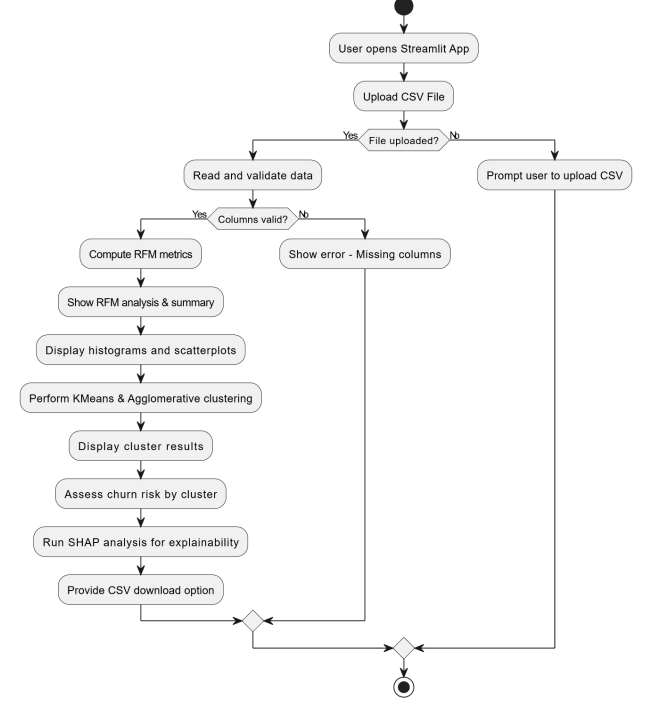 User opens Streamlit App
Upload CSV File
Yes
File uploaded?
No
Read and validate data
Prompt user to upload CSV
Yes
Columns valid?
No
Compute RFM metrics
Show error - Missing columns
Show RFM analysis & summary
Display histograms and scatterplots
Perform KMeans & Agglomerative clustering
Display cluster results
Assess churn risk by cluster
Run SHAP analysis for explainability
Provide CSV download option